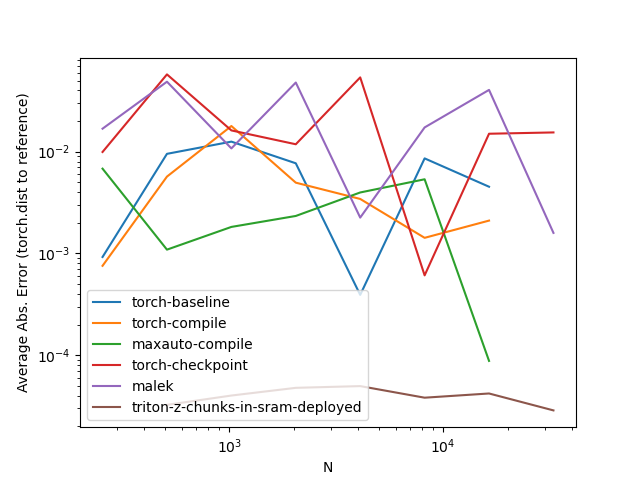 Average Abs. Error (torch.dist to reference)
10⁻²
10⁻³
10⁻⁴
torch-baseline
torch-compile
maxauto-compile
torch-checkpoint
malek
triton-z-chunks-in-sram-deployed
10³
10⁴
N